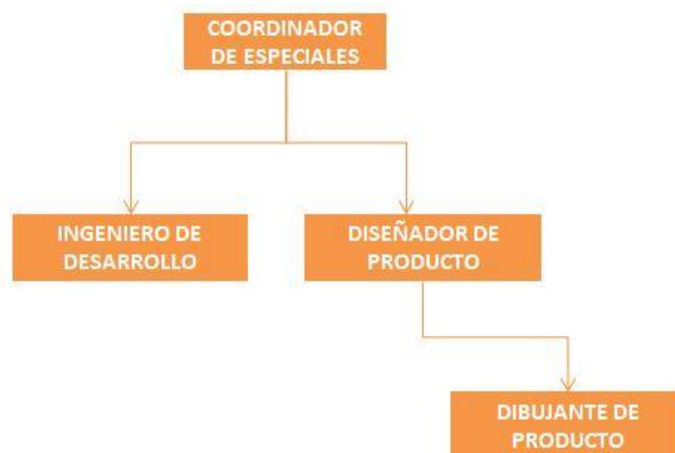 COORDINADOR
DE ESPECIALES
INGENIERO DE
DESARROLLO
DISEÑADOR DE
PRODUCTO
DIBUJANTE DE
PRODUCTO